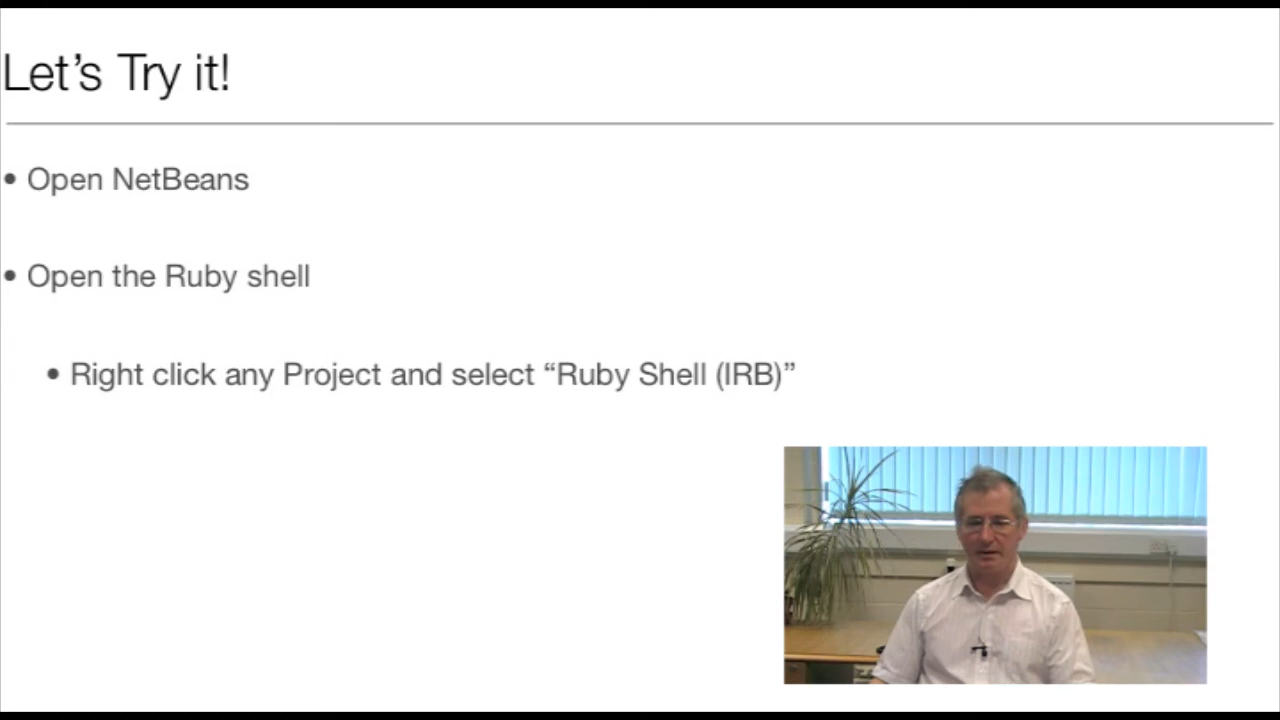 Let’s Try it!
• Open NetBeans
• Open the Ruby shell
• Right click any Project and select “Ruby Shell (IRB)”